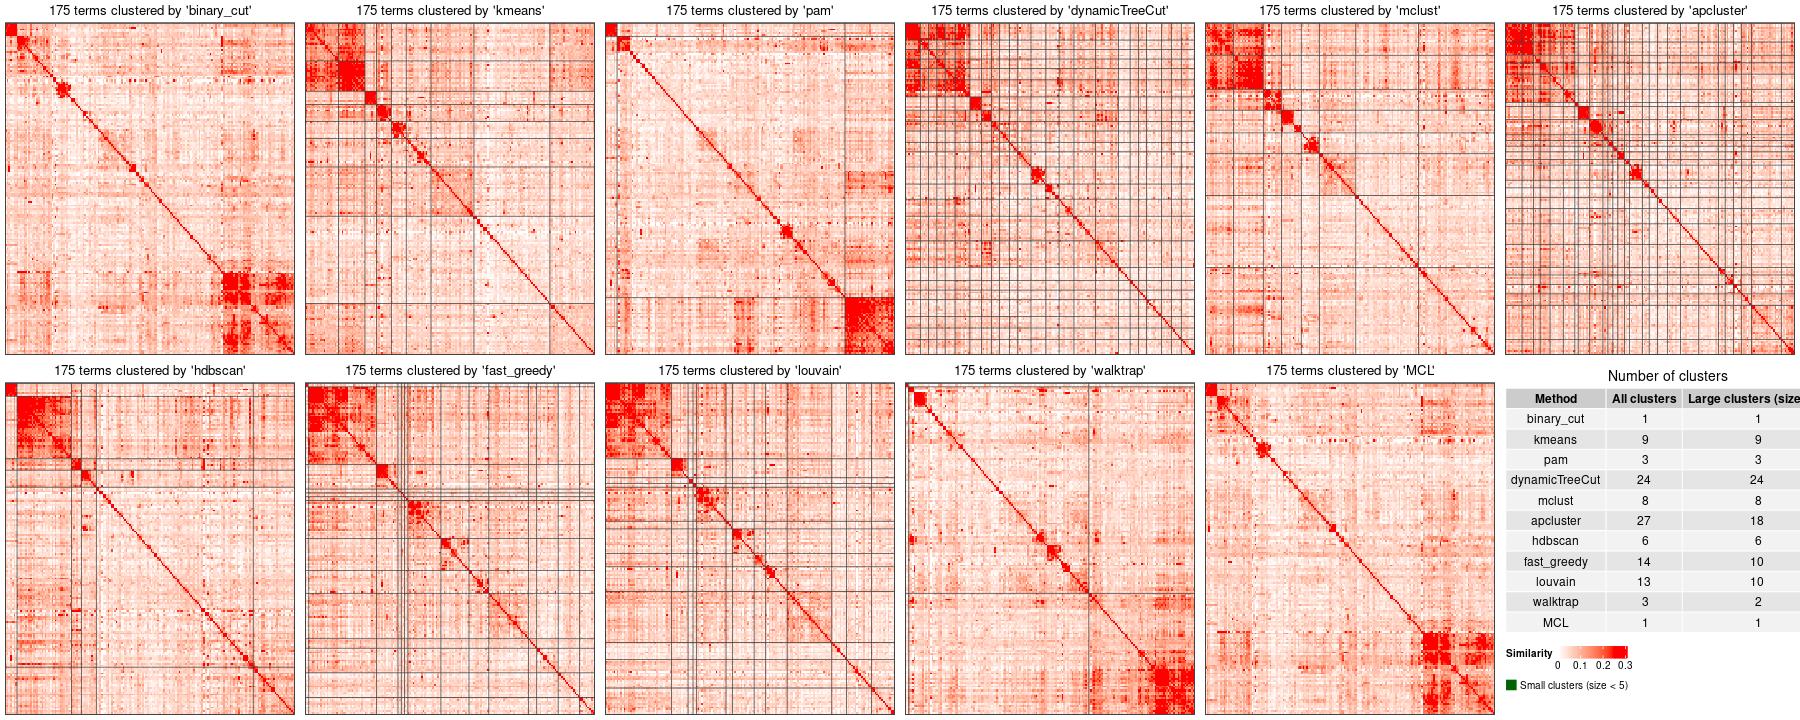 175 terms clustered by 'binary_cut'
175 terms clustered by 'kmeans'
175 terms clustered by 'pam'
175 terms clustered by 'dynamicTreeCut'
175 terms clustered by 'mclust'
175 terms clustered by 'apcluster'
175 terms clustered by 'hdbscan'
175 terms clustered by 'fast_greedy'
175 terms clustered by 'louvain'
175 terms clustered by 'walktrap'
175 terms clustered by 'MCL'
Number of clusters
Method All clusters Large clusters (size
binary_cut 1 1
kmeans 9 9
pam 3 3
dynamicTreeCut 24 24
mclust 8 8
apcluster 27 18
hdbscan 6 6
fast_greedy 14 10
louvain 13 10
walktrap 3 2
MCL 1 1
Similarity
0 0.1 0.2 0.3
Small clusters (size < 5)